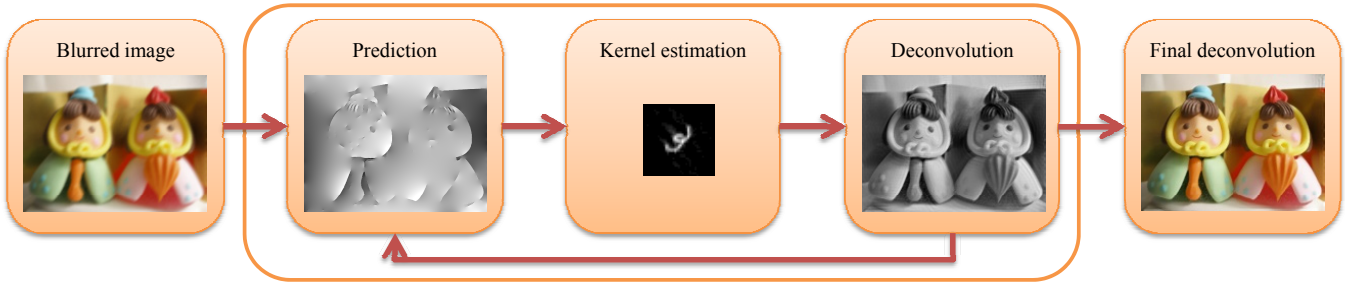 Blurred image
Prediction
Kernel estimation
Deconvolution
Final deconvolution